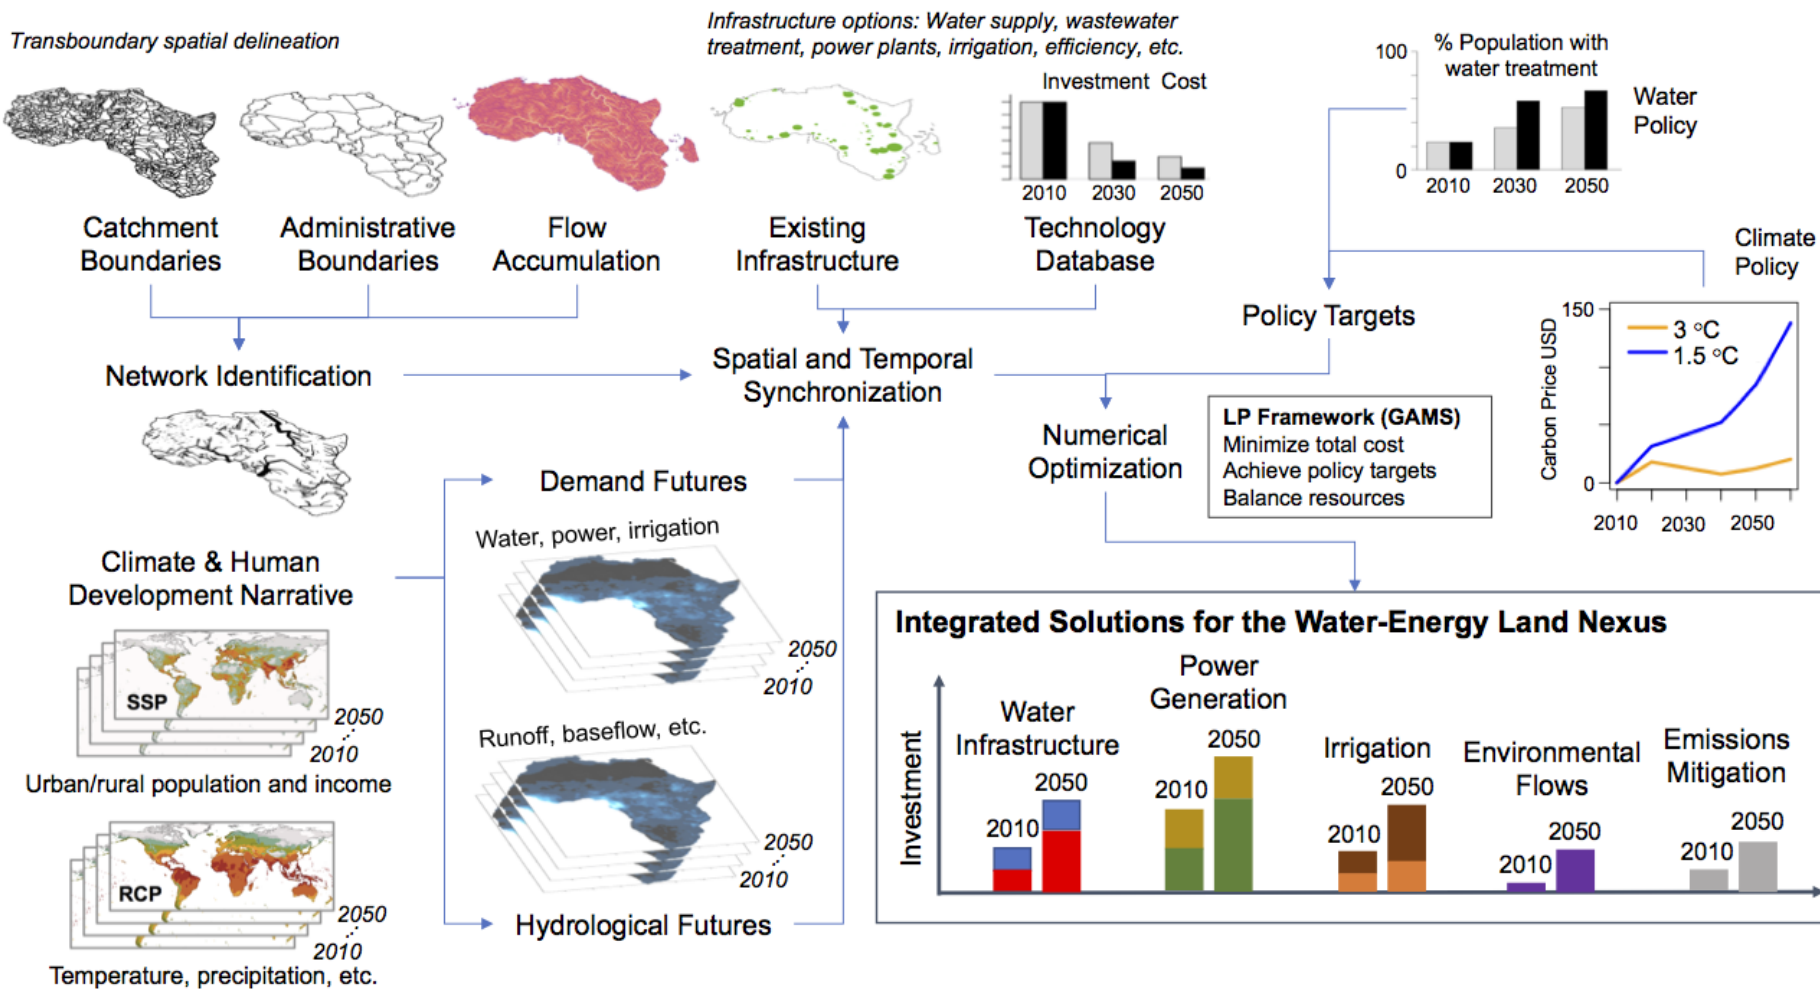 Transboundary spatial delineation
Infrastructure options: Water supply, wastewater
treatment, power plants, irrigation, efficiency, etc.
Investment Cost
2010 2030 2050
100
0
% Population with
water treatment
2010 2030 2050
Water
Policy
Catchment
Boundaries
Administrative
Boundaries
Flow
Accumulation
Existing
Infrastructure
Technology
Database
Climate
Policy
Policy Targets
Network Identification
Spatial and Temporal
Synchronization
150
0
Carbon Price USD
3 °C
1.5 °C
2010 2030 2050
Numerical
Optimization
LP Framework (GAMS)
Minimize total cost
Achieve policy targets
Balance resources
Demand Futures
Water, power, irrigation
2050
2010
Climate & Human
Development Narrative
SSP
2050
2010
Urban/rural population and income
RCP
2050
2010
Temperature, precipitation, etc.
Runoff, baseflow, etc.
2050
2010
Hydrological Futures
Integrated Solutions for the Water-Energy Land Nexus
Investment
Water
Infrastructure
2010
2050
Power
Generation
2010
2050
Irrigation
2010
2050
Environmental
Flows
2010
2050
Emissions
Mitigation
2010
2050